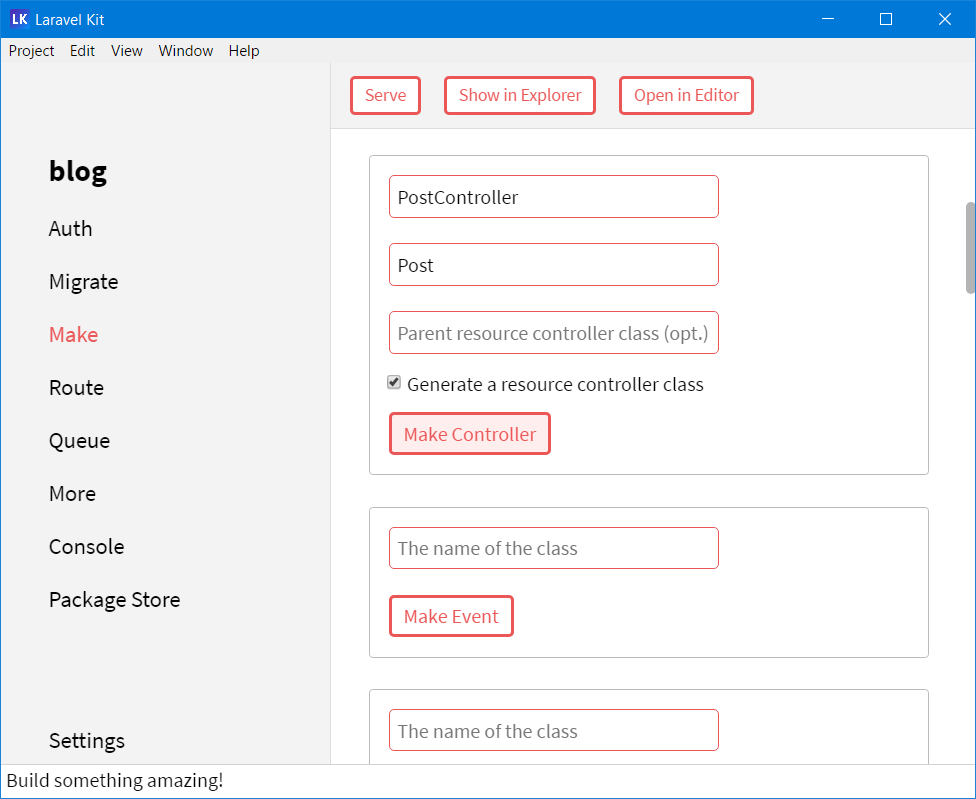 LK Laravel Kit
Project Edit View Window Help
Serve Show in Explorer Open in Editor
blog
Auth
Migrate
Make
Route
Queue
More
Console
Package Store
Settings
PostController
Post
Parent resource controller class (opt.)
Generate a resource controller class
Make Controller
The name of the class
Make Event
The name of the class
Build something amazing!